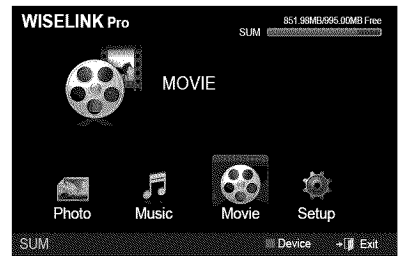 WISELINK Pro
851.98MB/995.00MB Free
SUM
MOVIE
Photo Music Movie Setup
SUM
Device Exit